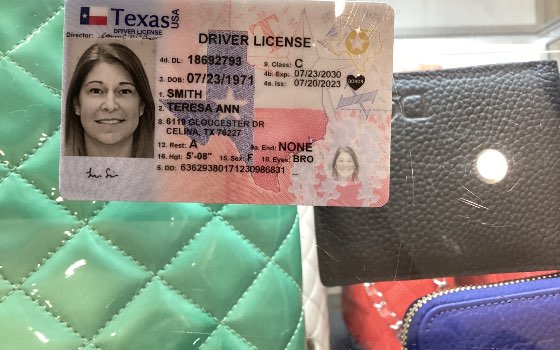 Texas USA
DRIVER LICENSE
Director:
DRIVER LICENSE
4d. DL: 18692793 9. Class: C
3. DOB: 07/23/1971 4b. Exp: 07/23/2030
4a. Iss: 07/20/2023 DONOR
1. SMITH
2. TERESA ANN
8. 6119 GLOUCESTER DR
CELINA, TX 76227
12. Rest: A 9a. End: NONE
16. Hgt: 5'-08" 15. Sex: F 18. Eyes: BRO
5. DD: 63629380171230986831